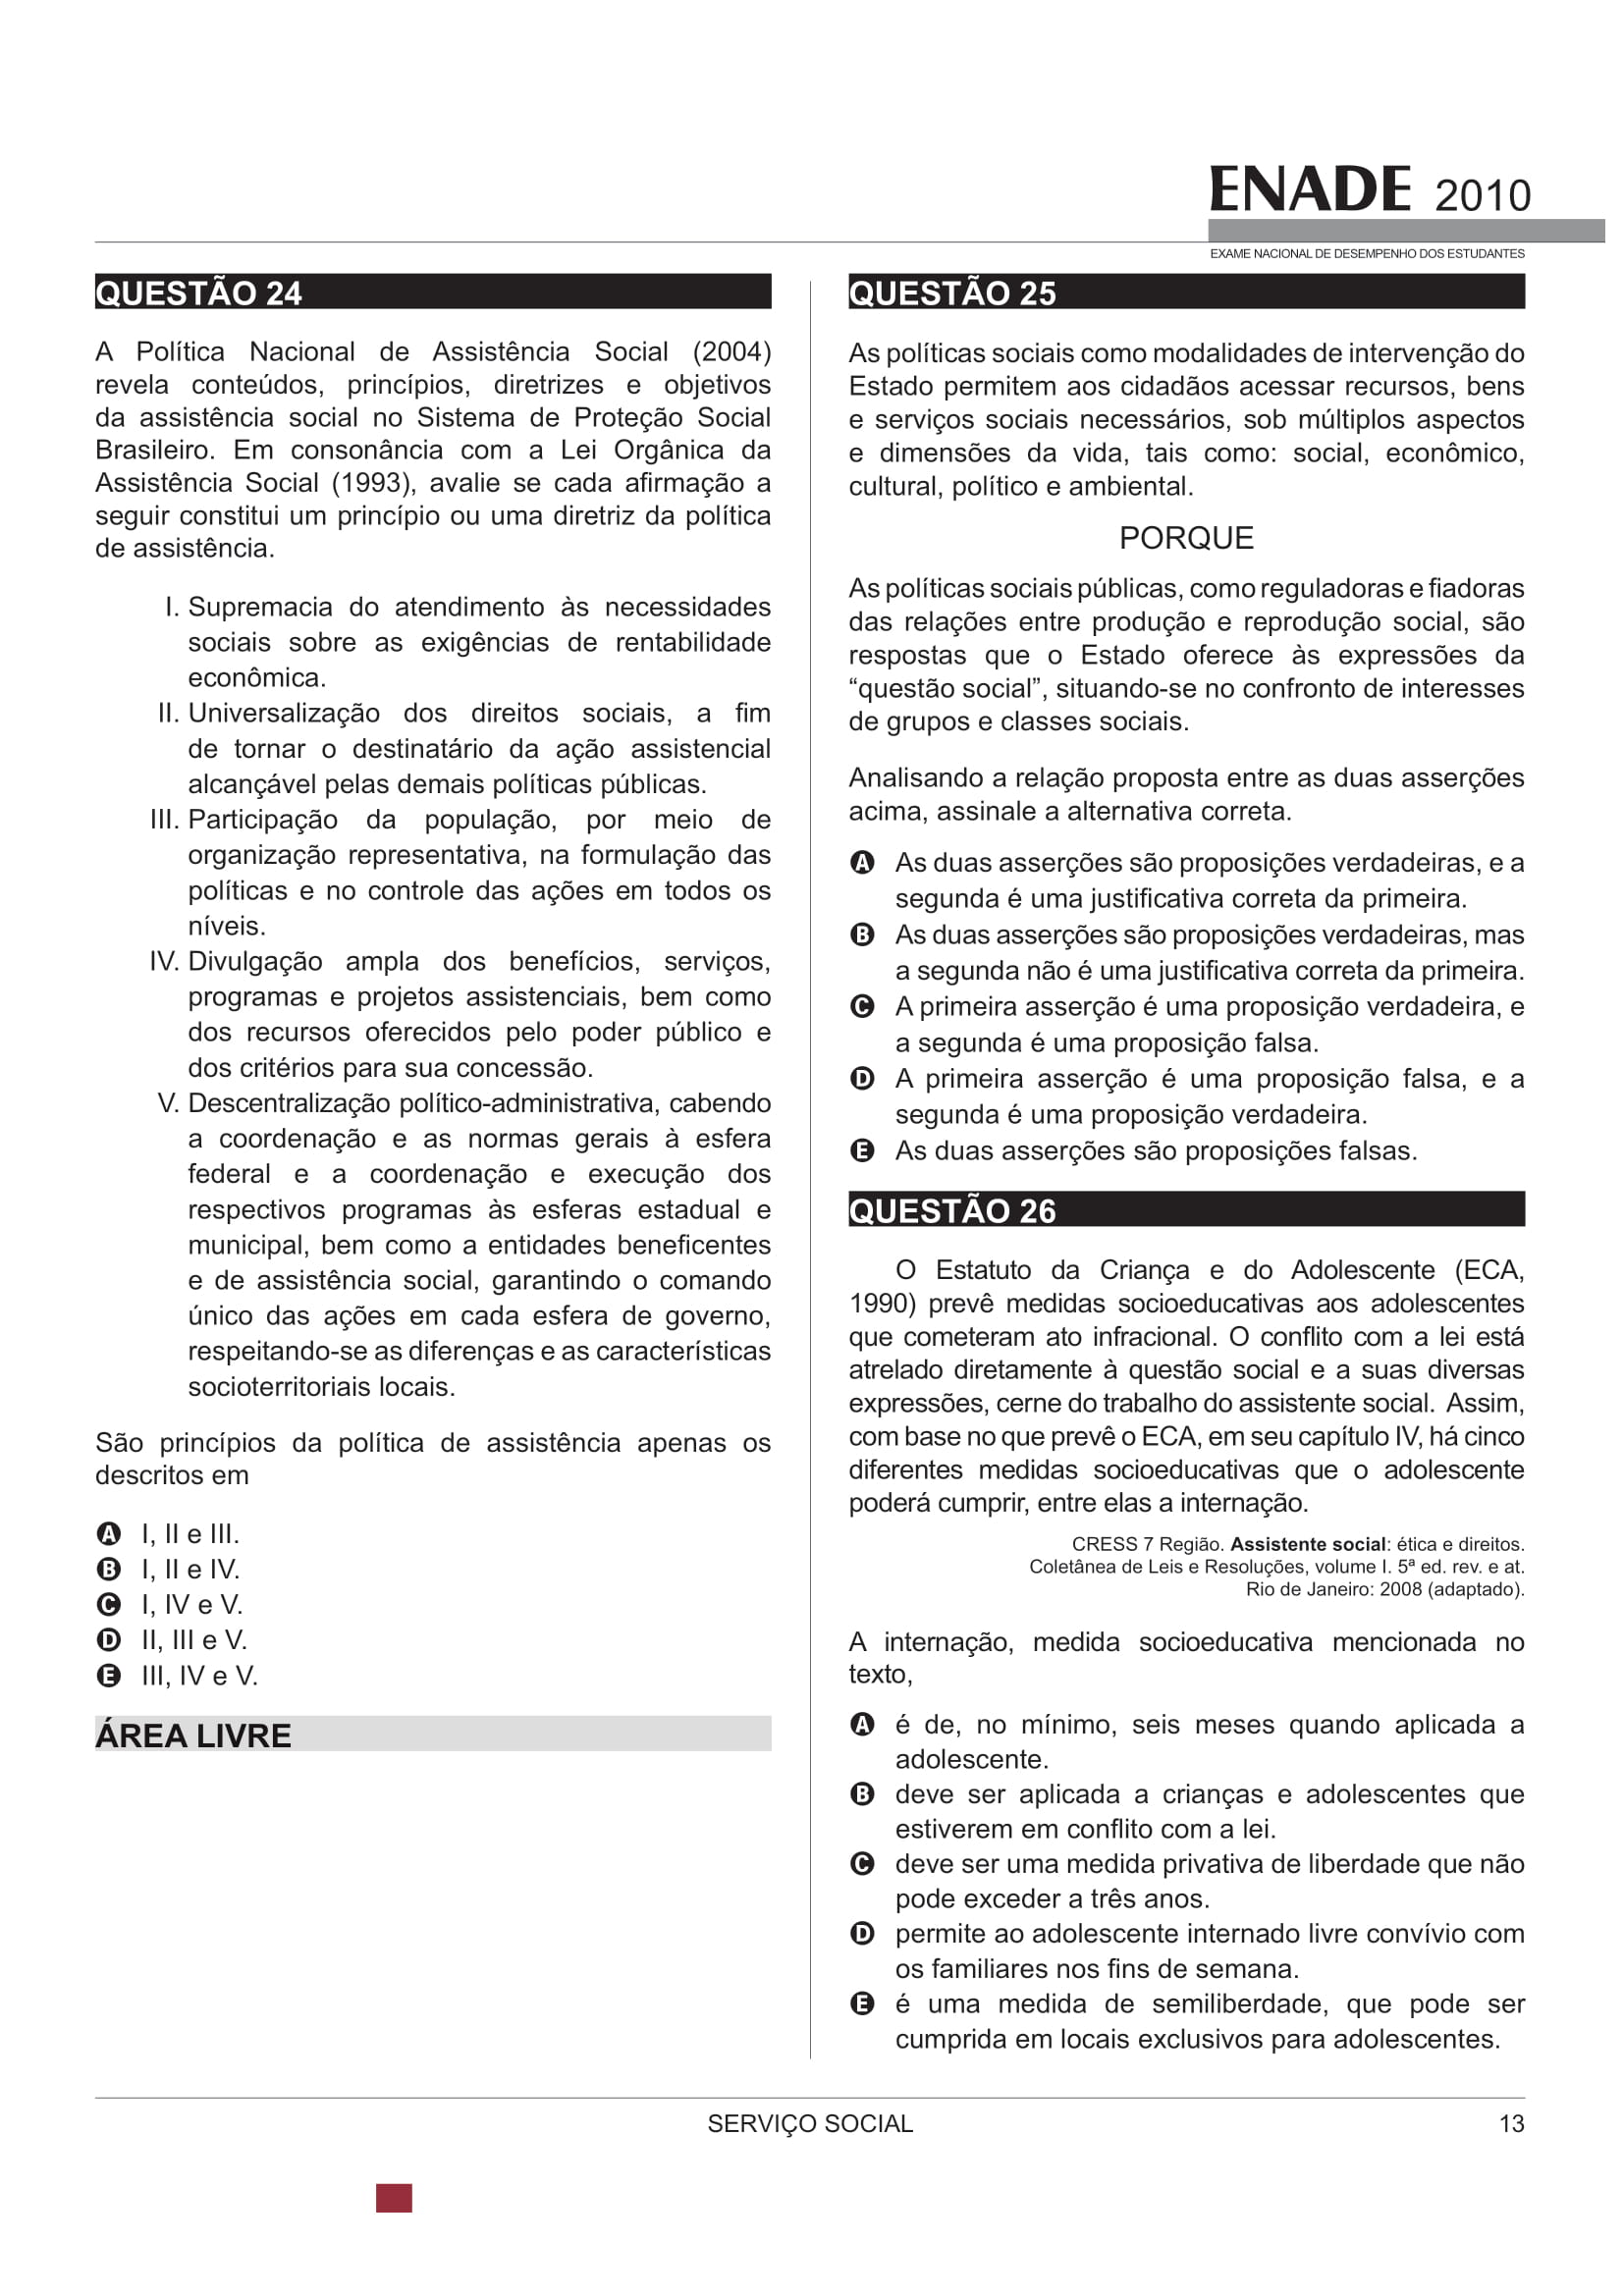 ENADE 2010
EXAME NACIONAL DE DESEMPENHO DOS ESTUDANTES
QUESTÃO 24
A Política Nacional de Assistência Social (2004)
revela conteúdos, princípios, diretrizes e objetivos
da assistência social no Sistema de Proteção Social
Brasileiro. Em consonância com a Lei Orgânica da
Assistência Social (1993), avalie se cada afirmação a
seguir constitui um princípio ou uma diretriz da política
de assistência.
I. Supremacia do atendimento às necessidades
sociais sobre as exigências de rentabilidade
econômica.
II. Universalização dos direitos sociais, a fim
de tornar o destinatário da ação assistencial
alcançável pelas demais políticas públicas.
III. Participação da população, por meio de
organização representativa, na formulação das
políticas e no controle das ações em todos os
níveis.
IV. Divulgação ampla dos benefícios, serviços,
programas e projetos assistenciais, bem como
dos recursos oferecidos pelo poder público e
dos critérios para sua concessão.
V. Descentralização político-administrativa, cabendo
a coordenação e as normas gerais à esfera
federal e a coordenação e execução dos
respectivos programas às esferas estadual e
municipal, bem como a entidades beneficentes
e de assistência social, garantindo o comando
único das ações em cada esfera de governo,
respeitando-se as diferenças e as características
socioterritoriais locais.
São princípios da política de assistência apenas os
descritos em
A I, II e III.
B I, II e IV.
C I, IV e V.
D II, III e V.
E III, IV e V.
ÁREA LIVRE
QUESTÃO 25
As políticas sociais como modalidades de intervenção do
Estado permitem aos cidadãos acessar recursos, bens
e serviços sociais necessários, sob múltiplos aspectos
e dimensões da vida, tais como: social, econômico,
cultural, político e ambiental.
PORQUE
As políticas sociais públicas, como reguladoras e fiadoras
das relações entre produção e reprodução social, são
respostas que o Estado oferece às expressões da
“questão social”, situando-se no confronto de interesses
de grupos e classes sociais.
Analisando a relação proposta entre as duas asserções
acima, assinale a alternativa correta.
A As duas asserções são proposições verdadeiras, e a
segunda é uma justificativa correta da primeira.
B As duas asserções são proposições verdadeiras, mas
a segunda não é uma justificativa correta da primeira.
C A primeira asserção é uma proposição verdadeira, e
a segunda é uma proposição falsa.
D A primeira asserção é uma proposição falsa, e a
segunda é uma proposição verdadeira.
E As duas asserções são proposições falsas.
QUESTÃO 26
O Estatuto da Criança e do Adolescente (ECA,
1990) prevê medidas socioeducativas aos adolescentes
que cometeram ato infracional. O conflito com a lei está
atrelado diretamente à questão social e a suas diversas
expressões, cerne do trabalho do assistente social. Assim,
com base no que prevê o ECA, em seu capítulo IV, há cinco
diferentes medidas socioeducativas que o adolescente
poderá cumprir, entre elas a internação.
CRESS 7 Região. Assistente social: ética e direitos.
Coletânea de Leis e Resoluções, volume I. 5ª ed. rev. e at.
Rio de Janeiro: 2008 (adaptado).
A internação, medida socioeducativa mencionada no
texto,
A é de, no mínimo, seis meses quando aplicada a
adolescente.
B deve ser aplicada a crianças e adolescentes que
estiverem em conflito com a lei.
C deve ser uma medida privativa de liberdade que não
pode exceder a três anos.
D permite ao adolescente internado livre convívio com
os familiares nos fins de semana.
E é uma medida de semiliberdade, que pode ser
cumprida em locais exclusivos para adolescentes.
SERVIÇO SOCIAL
13